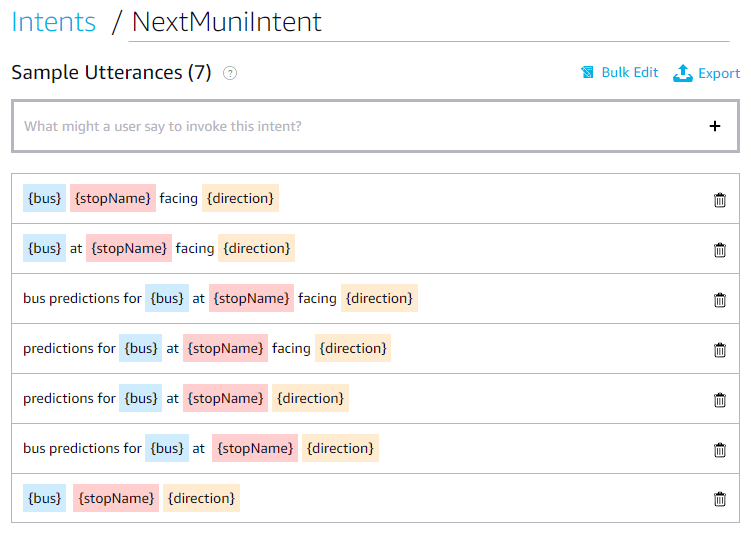 Intents / NextMuniIntent
Sample Utterances (7) ? Bulk Edit Export
What might a user say to invoke this intent? +
{bus} {stopName} facing {direction}
{bus} at {stopName} facing {direction}
bus predictions for {bus} at {stopName} facing {direction}
predictions for {bus} at {stopName} facing {direction}
predictions for {bus} at {stopName} {direction}
bus predictions for {bus} at {stopName} {direction}
{bus} {stopName} {direction}